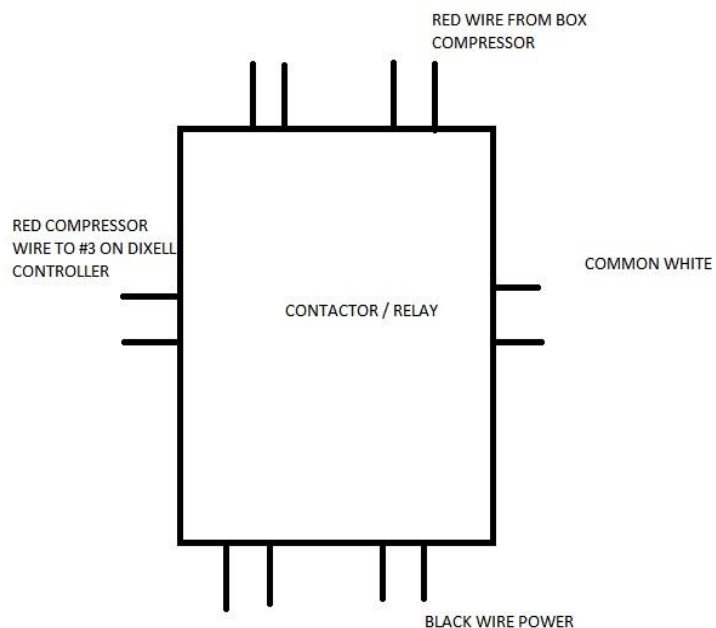 RED WIRE FROM BOX
COMPRESSOR
RED COMPRESSOR
WIRE TO #3 ON DIXELL
CONTROLLER
COMMON WHITE
CONTACTOR / RELAY
BLACK WIRE POWER